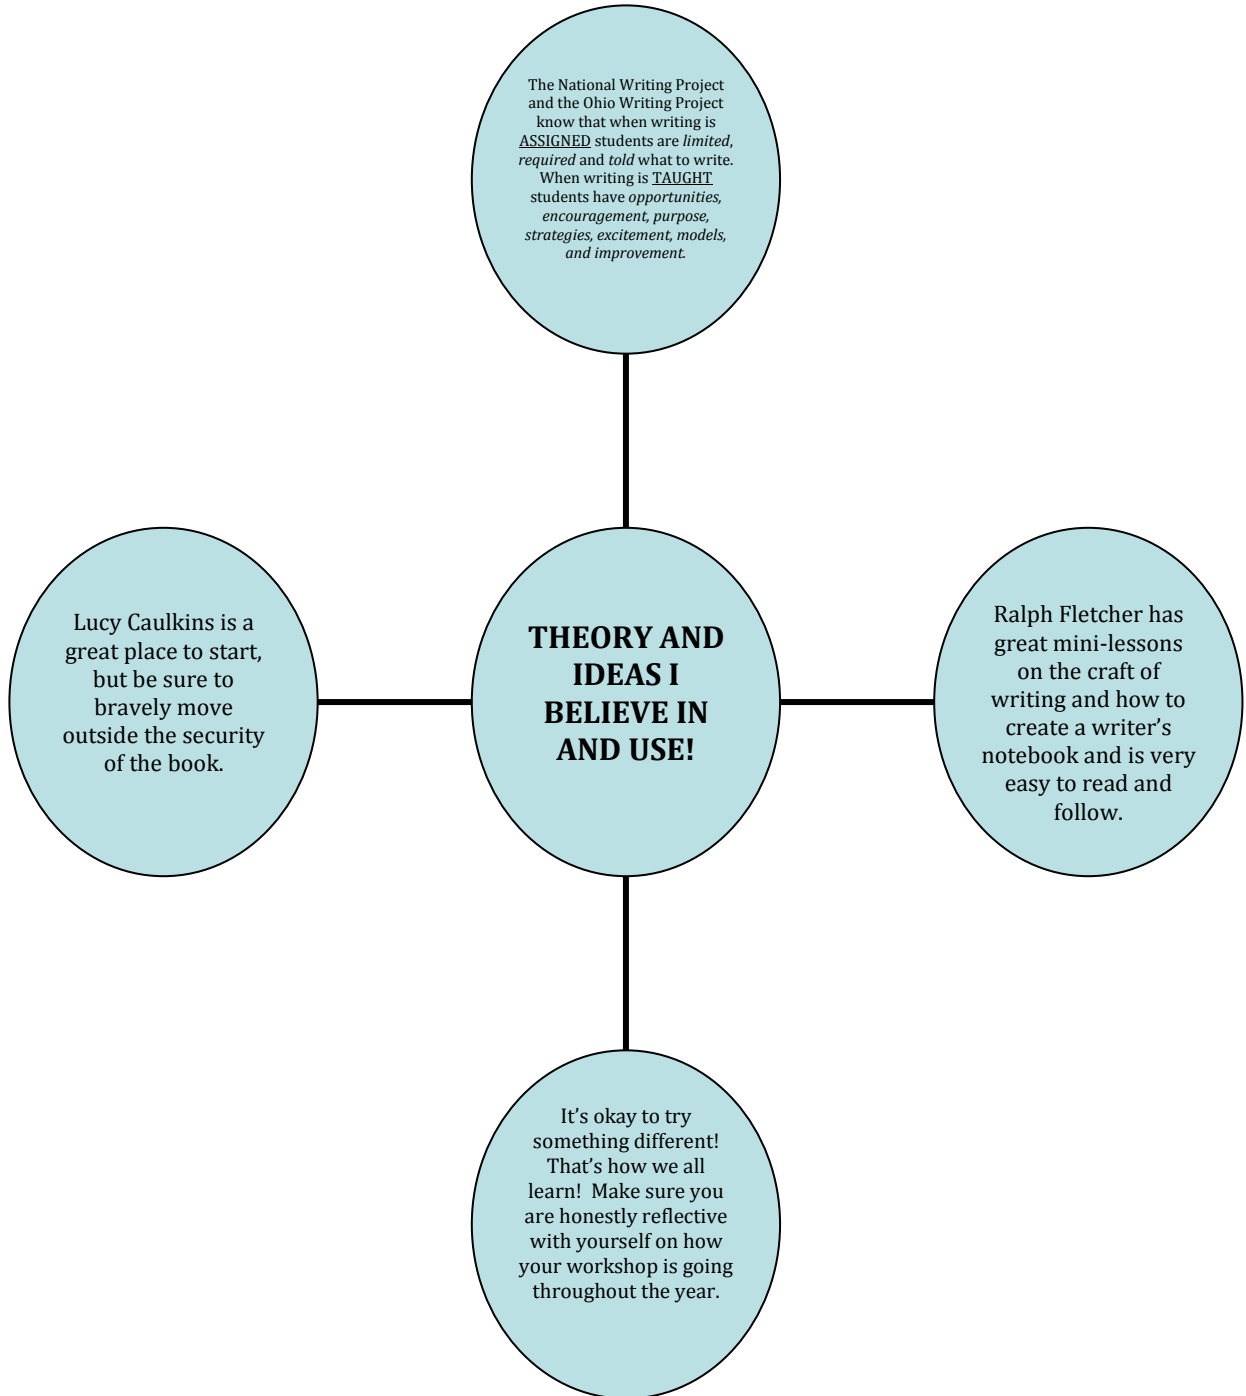 The National Writing Project
and the Ohio Writing Project
know that when writing is
ASSIGNED students are limited,
required and told what to write.
When writing is TAUGHT
students have opportunities,
encouragement, purpose,
strategies, excitement, models,
and improvement.
Lucy Caulkins is a
great place to start,
but be sure to
bravely move
outside the security
of the book.
THEORY AND
IDEAS I
BELIEVE IN
AND USE!
Ralph Fletcher has
great mini-lessons
on the craft of
writing and how to
create a writer’s
notebook and is very
easy to read and
follow.
It’s okay to try
something different!
That’s how we all
learn!  Make sure you
are honestly reflective
with yourself on how
your workshop is going
throughout the year.